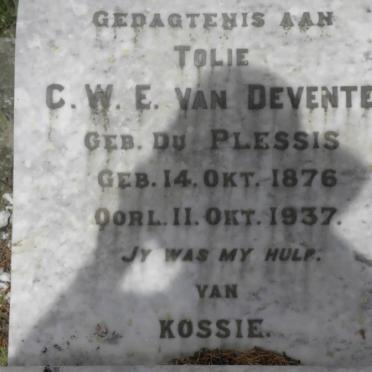 GEDAGTENIS AAN
TOLIE
C. W. E. VAN DEVENTE
GEB. DU PLESSIS
GEB. 14. OKT. 1876
OORL. 11. OKT. 1937.
JY WAS MY HULP.
VAN
KOSSIE.